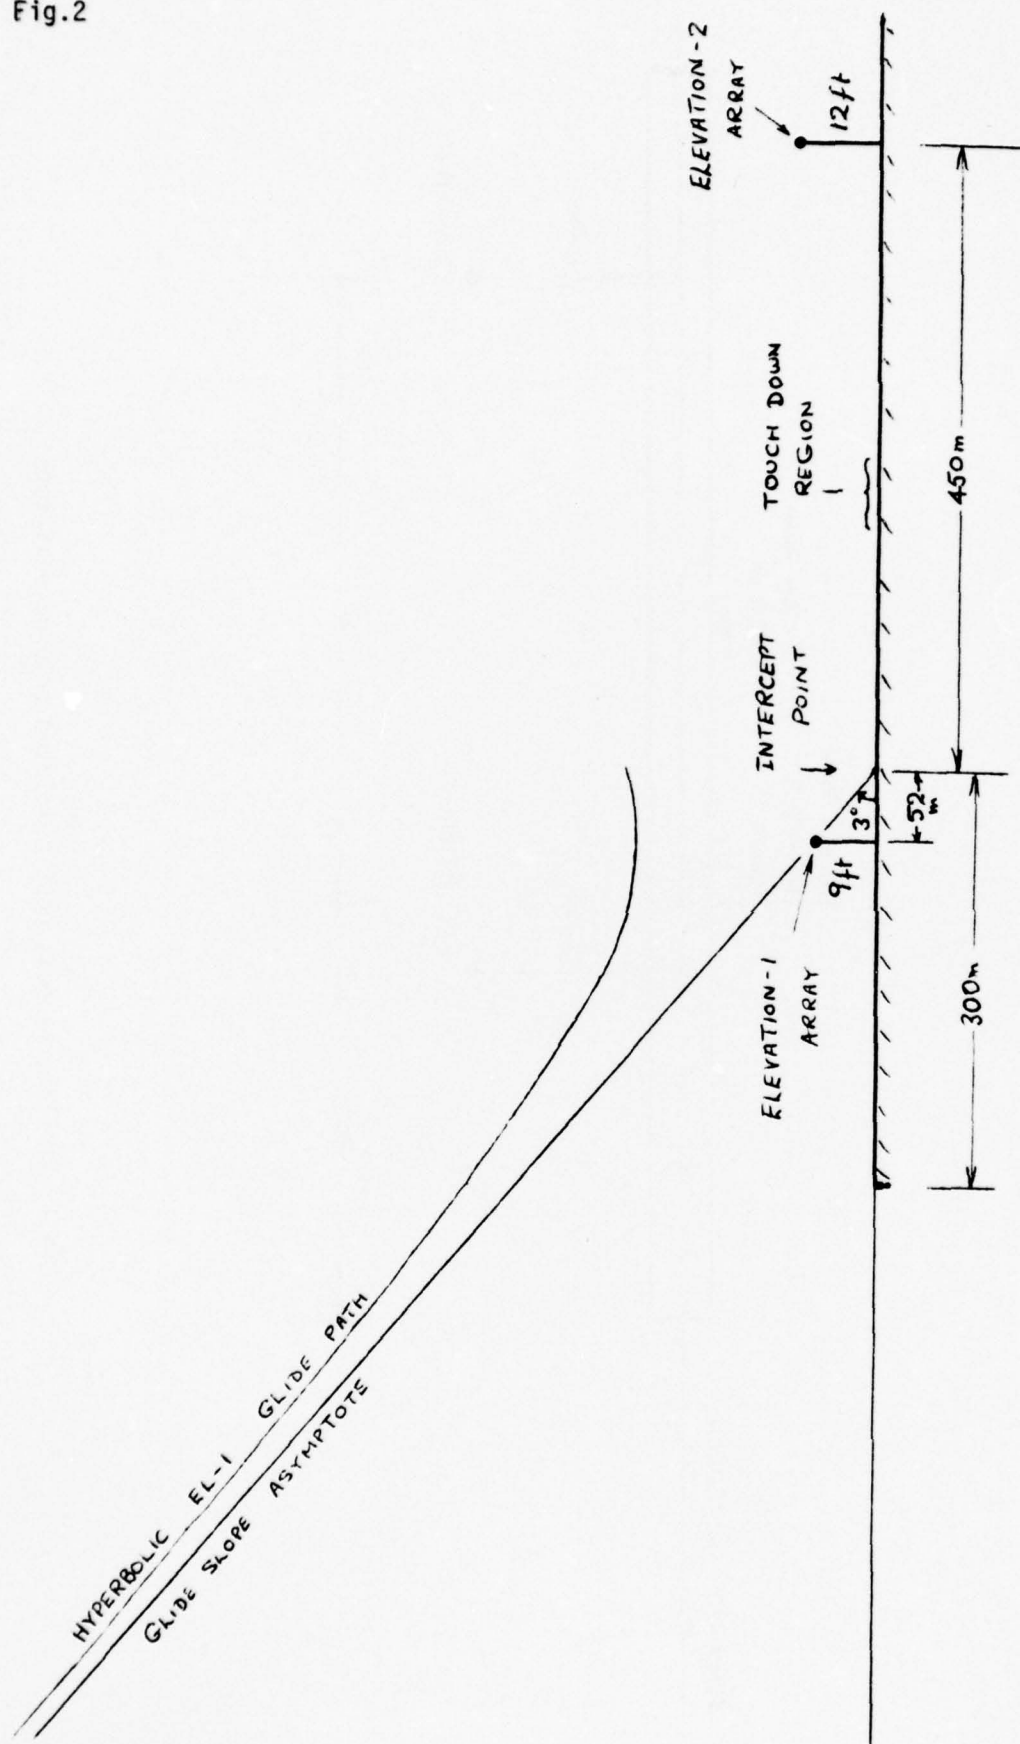 Fig.2
ELEVATION-2
ARRAY
12ft
TOUCH DOWN
REGION
450m
INTERCEPT
POINT
3°
52
m
9ft
ELEVATION-1
ARRAY
300m
HYPERBOLIC EL-1 GLIDE PATH
GLIDE SLOPE ASYMPTOTE